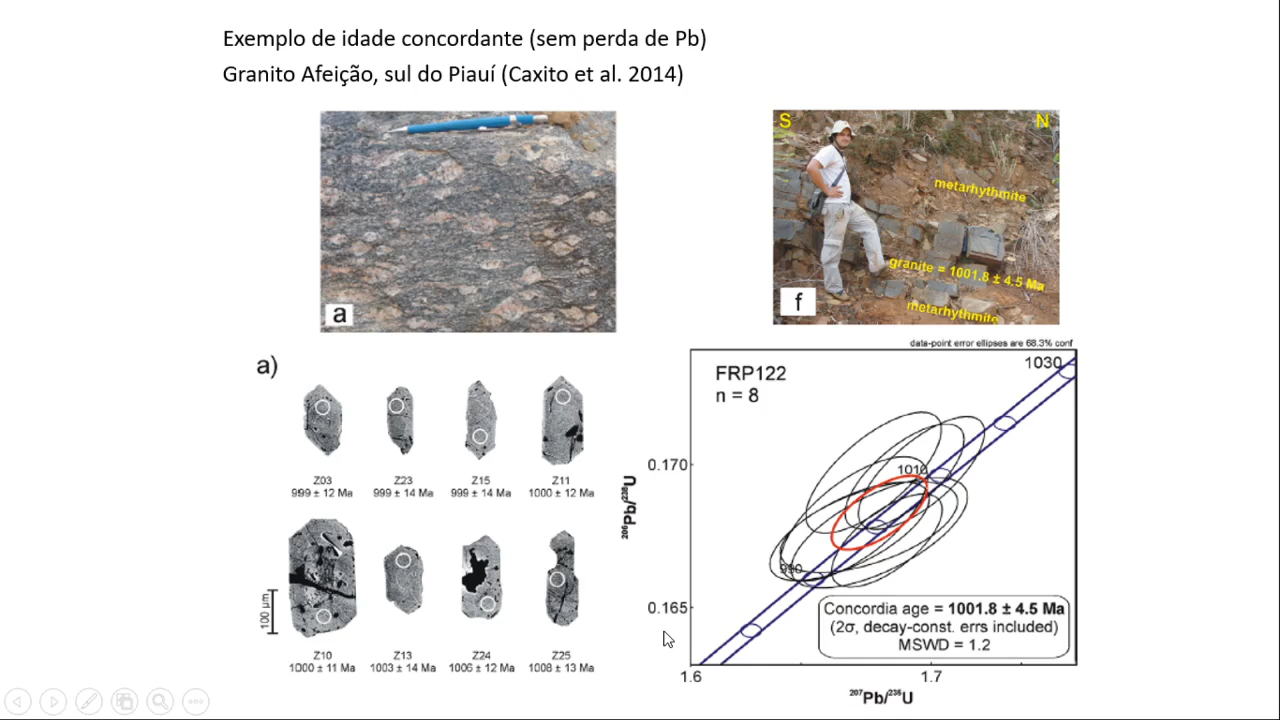 Exemplo de idade concordante (sem perda de Pb)
Granito Afeição, sul do Piauí (Caxito et al. 2014)
a
S
N
metarhythmite
granite = 1001.8 ± 4.5 Ma
metarhythmite
f
a)
Z03
999 ± 12 Ma
Z23
999 ± 14 Ma
Z15
999 ± 14 Ma
Z11
1000 ± 12 Ma
100 µm
Z10
1000 ± 11 Ma
Z13
1003 ± 14 Ma
Z24
1006 ± 12 Ma
Z25
1008 ± 13 Ma
data-point error ellipses are 68.3% conf
FRP122
n = 8
1030
1010
990
0.170
0.165
²⁰⁶Pb/²³⁸U
Concordia age = 1001.8 ± 4.5 Ma
(2σ, decay-const. errs included)
MSWD = 1.2
1.6
1.7
²⁰⁷Pb/²³⁵U